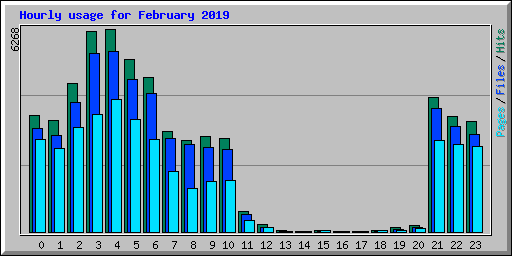 Hourly usage for February 2019
6268
Pages/Files/Hits
0 1 2 3 4 5 6 7 8 9 10 11 12 13 14 15 16 17 18 19 20 21 22 23